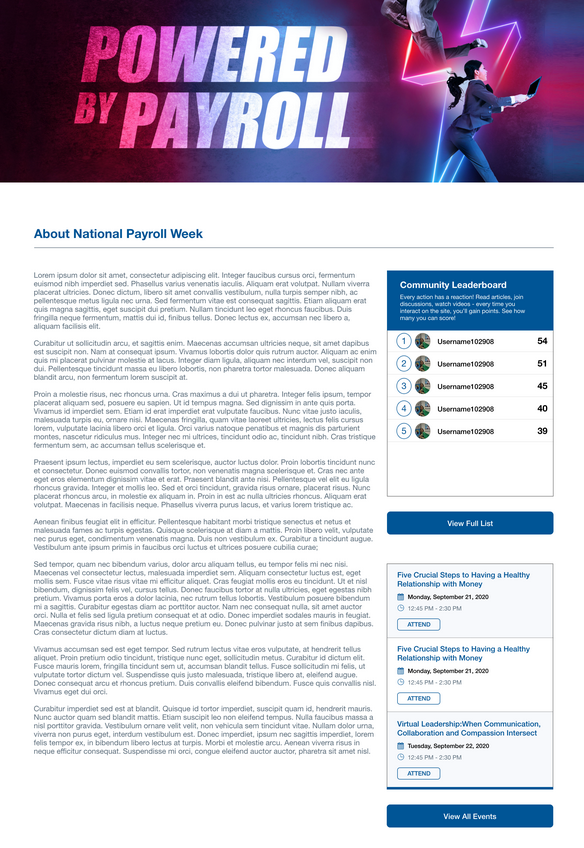 POWERED
BY PAYROLL
About National Payroll Week
Lorem ipsum dolor sit amet, consectetur adipiscing elit. Integer faucibus cursus orci, fermentum
euismod nibh imperdiet sed. Phasellus varius venenatis iaculis. Aliquam erat volutpat. Nullam viverra
placerat ultricies. Donec dictum, libero sit amet convallis vestibulum, nulla turpis semper nibh, ac
pellentesque metus ligula nec urna. Sed fermentum vitae est consequat sagittis. Etiam aliquam erat
quis magna sagittis, eget suscipit dui pretium. Nullam tincidunt leo eget rhoncus faucibus. Duis
fringilla neque fermentum, mattis dui id, finibus tellus. Donec lectus ex, accumsan nec libero a,
aliquam facilisis elit.
Curabitur ut sollicitudin arcu, et sagittis enim. Maecenas accumsan ultricies neque, sit amet dapibus
est suscipit non. Nam at consequat ipsum. Vivamus lobortis dolor quis rutrum auctor. Aliquam ac enim
quis mi placerat pulvinar molestie at lacus. Integer diam ligula, aliquam nec interdum vel, suscipit non
dui. Pellentesque tincidunt massa eu libero lobortis, non pharetra tortor malesuada. Donec aliquam
blandit arcu, non fermentum lorem suscipit at.
Proin a molestie risus, nec rhoncus urna. Cras maximus a dui ut pharetra. Integer felis ipsum, tempor
placerat aliquam sed, posuere eu sapien. Ut id tempus magna. Sed dignissim in ante quis porta.
Vivamus id imperdiet sem. Etiam id erat imperdiet erat vulputate faucibus. Nunc vitae justo iaculis,
malesuada turpis eu, ornare nisi. Maecenas fringilla, quam vitae laoreet ultricies, lectus felis cursus
lorem, vulputate lacinia libero orci et ligula. Orci varius natoque penatibus et magnis dis parturient
montes, nascetur ridiculus mus. Integer nec mi ultrices, tincidunt odio ac, tincidunt nibh. Cras tristique
fermentum sem, ac accumsan tellus scelerisque et.
Praesent ipsum lectus, imperdiet eu sem scelerisque, auctor luctus dolor. Proin lobortis tincidunt nunc
et consectetur. Donec euismod convallis tortor, non venenatis magna scelerisque et. Cras nec ante
eget eros elementum dignissim vitae et erat. Praesent blandit ante nisi. Pellentesque vel elit eu ligula
rhoncus gravida. Integer et mollis leo. Sed et orci tincidunt, gravida risus ornare, placerat risus. Nunc
placerat rhoncus arcu, in molestie ex aliquam in. Proin in est ac nulla ultricies rhoncus. Aliquam erat
volutpat. Maecenas in facilisis neque. Phasellus viverra purus lacus, et varius lorem tristique ac.
Aenean finibus feugiat elit in efficitur. Pellentesque habitant morbi tristique senectus et netus et
malesuada fames ac turpis egestas. Quisque scelerisque at diam a mattis. Proin libero velit, vulputate
nec purus eget, condimentum venenatis magna. Duis non vestibulum ex. Curabitur a tincidunt augue.
Vestibulum ante ipsum primis in faucibus orci luctus et ultrices posuere cubilia curae;
Sed tempor, quam nec bibendum varius, dolor arcu aliquam tellus, eu tempor felis mi nec nisi.
Maecenas vel consectetur lectus, malesuada imperdiet sem. Aliquam consectetur luctus est, eget
mollis sem. Fusce vitae risus vitae mi efficitur aliquet. Cras feugiat mollis eu tincidunt. Ut et nisl
bibendum, dignissim felis vel, cursus tortor. Donec faucibus tortor at nulla ultricies, eget egestas nibh
pretium. Vivamus porta eros a dolor lacinia, nec rutrum tellus lobortis. Vestibulum posuere bibendum
mi a sagittis. Curabitur egestas diam ac porttitor auctor. Nam nec consequat nulla, sit amet auctor
orci. Nulla et felis sed ligula pretium consequat et at odio. Donec imperdiet sodales mauris in feugiat.
Maecenas gravida risus nibh, a luctus neque pretium eu. Donec pulvinar justo at sem finibus dapibus.
Cras consectetur dictum diam at luctus.
Vivamus accumsan sed est eget tempor. Sed rutrum lectus vitae eros vulputate, at hendrerit tellus
aliquet. Proin pretium odio tincidunt, tristique nunc eget, sollicitudin metus. Curabitur id dictum elit.
Fusce mauris lorem, fringilla tincidunt sem ut, accumsan tincidunt nisi. Aliquam sollicitudin mi felis, ut
vulputate tortor dictum vel. Suspendisse quis justo malesuada, tristique libero at, eleifend augue.
Donec consequat arcu et rhoncus pretium. Duis convallis eleifend bibendum. Fusce quis convallis nisl.
Vivamus eget dui orci.
Curabitur imperdiet sed est at blandit. Quisque id tortor imperdiet, suscipit quam id, hendrerit mauris.
Nunc auctor quam sed blandit mattis. Etiam suscipit leo non eleifend tempus. Nulla faucibus massa a
nisl porttitor gravida. Vestibulum ornare velit velit, non vehicula sem tincidunt vitae. Nullam dolor urna,
viverra non purus eget, interdum vestibulum est. Donec imperdiet, ipsum nec sagittis imperdiet, lorem
felis tempor ex, in bibendum lectus at turpis. Morbi et molestie arcu. Aenean viverra risus in
neque efficitur consequat. Suspendisse mi orci, congue eleifend auctor auctor, pharetra sit amet nisl.
Community Leaderboard
Every action has a reaction! Read articles, join
discussions, watch videos - every time you
interact on the site, you'll gain points. See how
many you can score!
1 Username102908 54
2 Username102908 51
3 Username102908 45
4 Username102908 40
5 Username102908 39
View Full List
Five Crucial Steps to Having a Healthy
Relationship with Money
Monday, September 21, 2020
12:45 PM - 2:30 PM
ATTEND
Five Crucial Steps to Having a Healthy
Relationship with Money
Monday, September 21, 2020
12:45 PM - 2:30 PM
ATTEND
Virtual Leadership:When Communication,
Collaboration and Compassion Intersect
Tuesday, September 22, 2020
12:45 PM - 2:30 PM
ATTEND
View All Events